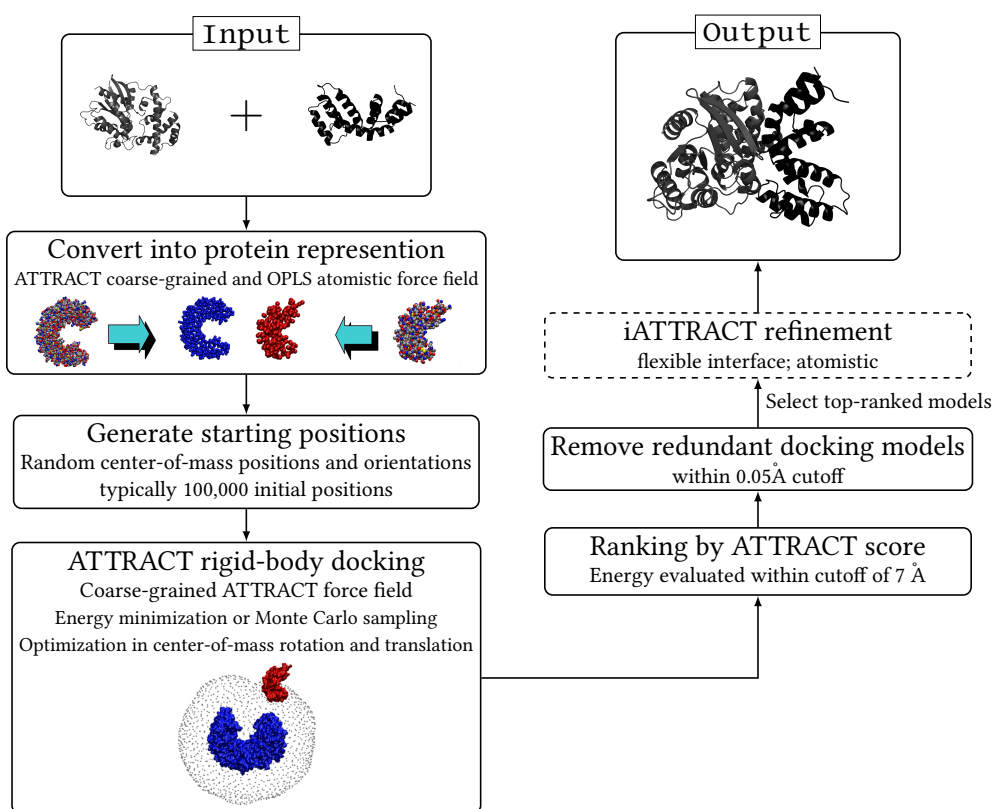 Input
+
Convert into protein represention
ATTRACT coarse-grained and OPLS atomistic force field
Generate starting positions
Random center-of-mass positions and orientations
typically 100,000 initial positions
ATTRACT rigid-body docking
Coarse-grained ATTRACT force field
Energy minimization or Monte Carlo sampling
Optimization in center-of-mass rotation and translation
Output
iATTRACT refinement
flexible interface; atomistic
Select top-ranked models
Remove redundant docking models
within 0.05Å cutoff
Ranking by ATTRACT score
Energy evaluated within cutoff of 7 Å